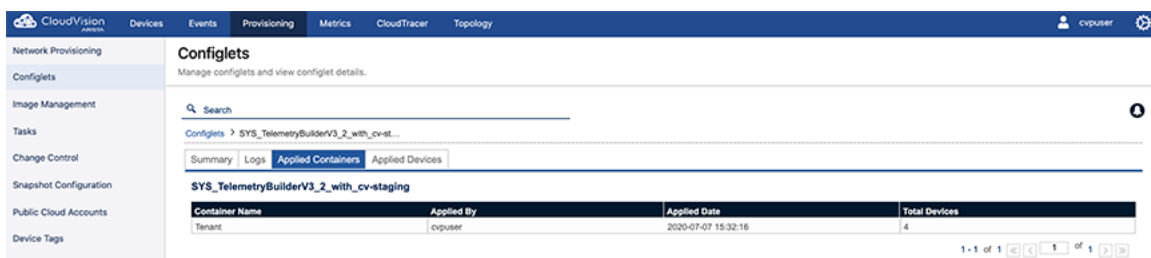 CloudVision Devices Events Provisioning Metrics CloudTracer Topology cvpuser
ARISTA
Network Provisioning
Configlets
Image Management
Tasks
Change Control
Snapshot Configuration
Public Cloud Accounts
Device Tags
Configlets
Manage configlets and view configlet details.
Search
Configlets > SYS_TelemetryBuilderV3_2_with_cv-st...
Summary Logs Applied Containers Applied Devices
SYS_TelemetryBuilderV3_2_with_cv-staging
Container Name Applied By Applied Date Total Devices
Tenant cvpuser 2020-07-07 15:32:16 4
1 - 1 of 1 1 of 1